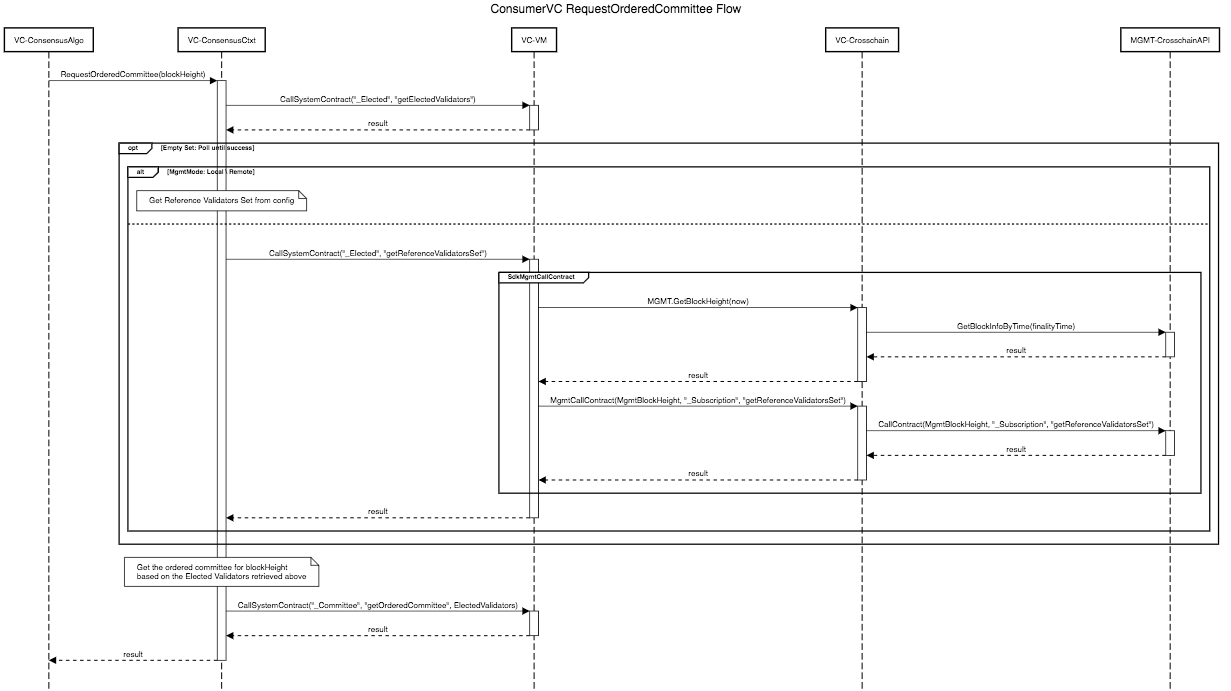 ConsumerVC RequestOrderedCommittee Flow
VC-ConsensusAlgo
VC-ConsensusCtxt
VC-VM
VC-Crosschain
MGMT-CrosschainAPI
RequestOrderedCommittee(blockHeight)
CallSystemContract("_Elected", "getElectedValidators")
result
opt
[Empty Set: Poll until success]
alt
[MgmtMode: Local \ Remote]
Get Reference Validators Set from config
CallSystemContract("_Elected", "getReferenceValidatorsSet")
SdkMgmtCallContract
MGMT.GetBlockHeight(now)
GetBlockInfoByTime(finalityTime)
result
result
MgmtCallContract(MgmtBlockHeight, "_Subscription", "getReferenceValidatorsSet")
CallContract(MgmtBlockHeight, "_Subscription", "getReferenceValidatorsSet")
result
result
result
Get the ordered committee for blockHeight
based on the Elected Validators retrieved above
CallSystemContract("_Committee", "getOrderedCommittee", ElectedValidators)
result
result